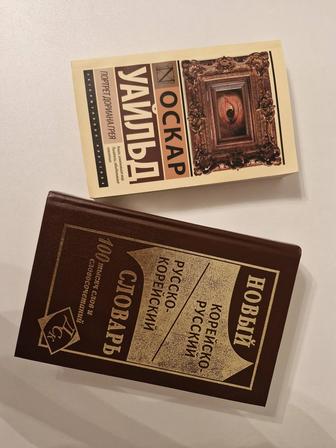 ОСКАР
УАЙЛЬД
ПОРТРЕТ ДОРИАНА ГРЕЯ
НОВЫЙ
КОРЕЙСКО-
РУССКИЙ
РУССКО-
КОРЕЙСКИЙ
СЛОВАРЬ
100 тысяч слов и
словосочетаний